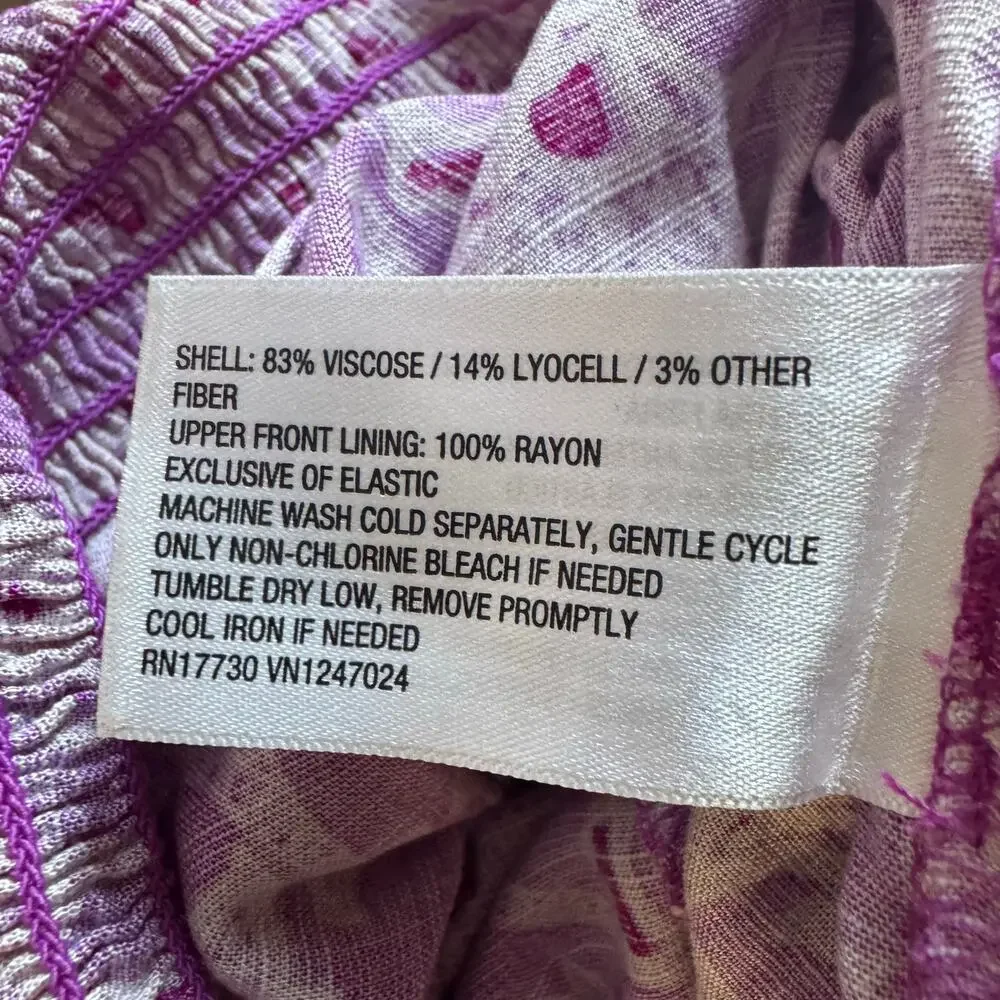 SHELL: 83% VISCOSE / 14% LYOCELL / 3% OTHER
FIBER
UPPER FRONT LINING: 100% RAYON
EXCLUSIVE OF ELASTIC
MACHINE WASH COLD SEPARATELY, GENTLE CYCLE
ONLY NON-CHLORINE BLEACH IF NEEDED
TUMBLE DRY LOW, REMOVE PROMPTLY
COOL IRON IF NEEDED
RN17730 VN1247024